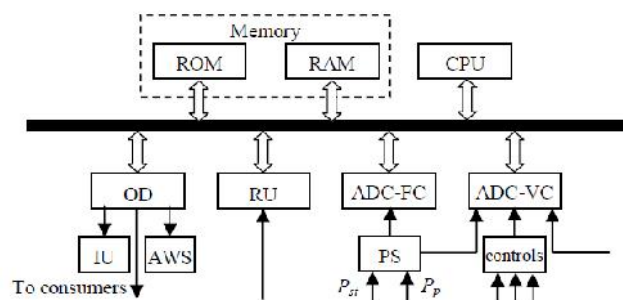 Memory
ROM
RAM
CPU
OD
RU
ADC-FC
ADC-VC
IU
AWS
PS
controls
To consumers
Pst
Pp